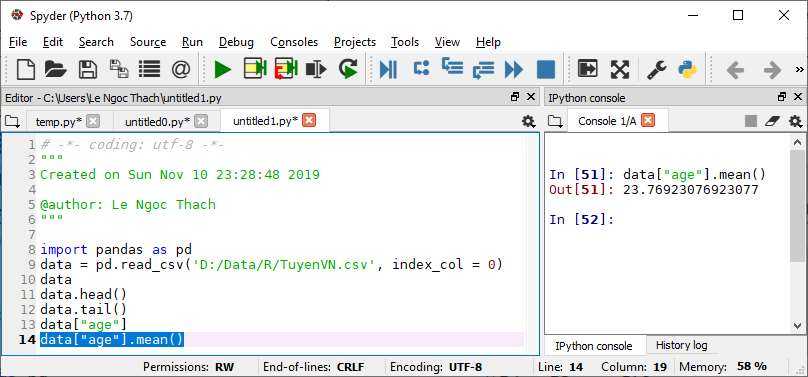 Spyder (Python 3.7)
File Edit Search Source Run Debug Consoles Projects Tools View Help
Editor - C:\Users\Le Ngoc Thach\untitled1.py
temp.py* untitled0.py* untitled1.py*
1 # -*- coding: utf-8 -*-
2 """
3 Created on Sun Nov 10 23:28:48 2019
4
5 @author: Le Ngoc Thach
6 """
7
8 import pandas as pd
9 data = pd.read_csv('D:/Data/R/TuyenVN.csv', index_col = 0)
10 data
11 data.head()
12 data.tail()
13 data["age"]
14 data["age"].mean()
IPython console
Console 1/A
In [51]: data["age"].mean()
Out[51]: 23.76923076923077
In [52]:
IPython console History log
Permissions: RW End-of-lines: CRLF Encoding: UTF-8 Line: 14 Column: 19 Memory: 58 %